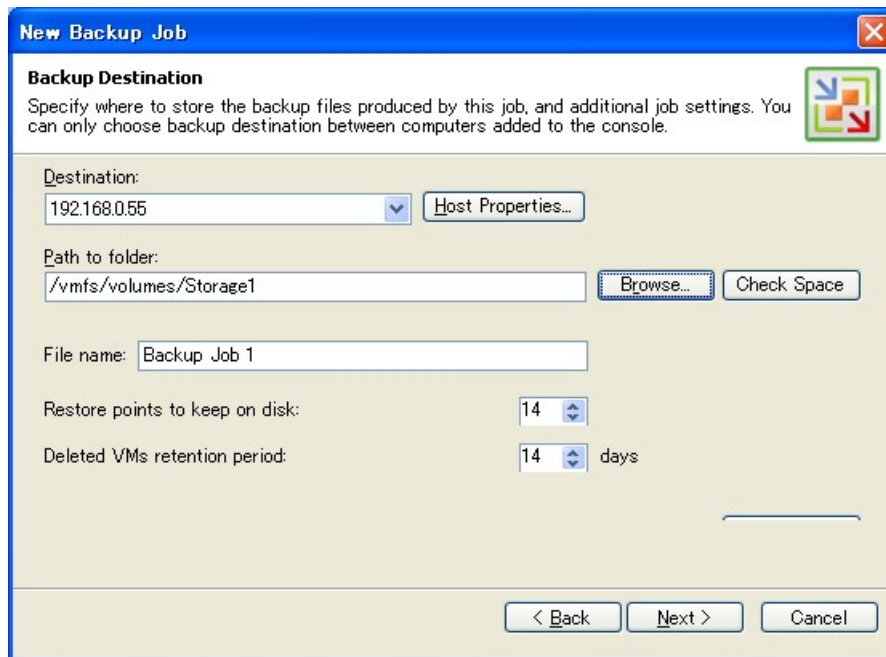 New Backup Job
Backup Destination
Specify where to store the backup files produced by this job, and additional job settings. You
can only choose backup destination between computers added to the console.
Destination:
192.168.0.55 Host Properties...
Path to folder:
/vmfs/volumes/Storage1 Browse... Check Space
File name: Backup Job 1
Restore points to keep on disk: 14
Deleted VMs retention period: 14 days
< Back Next > Cancel